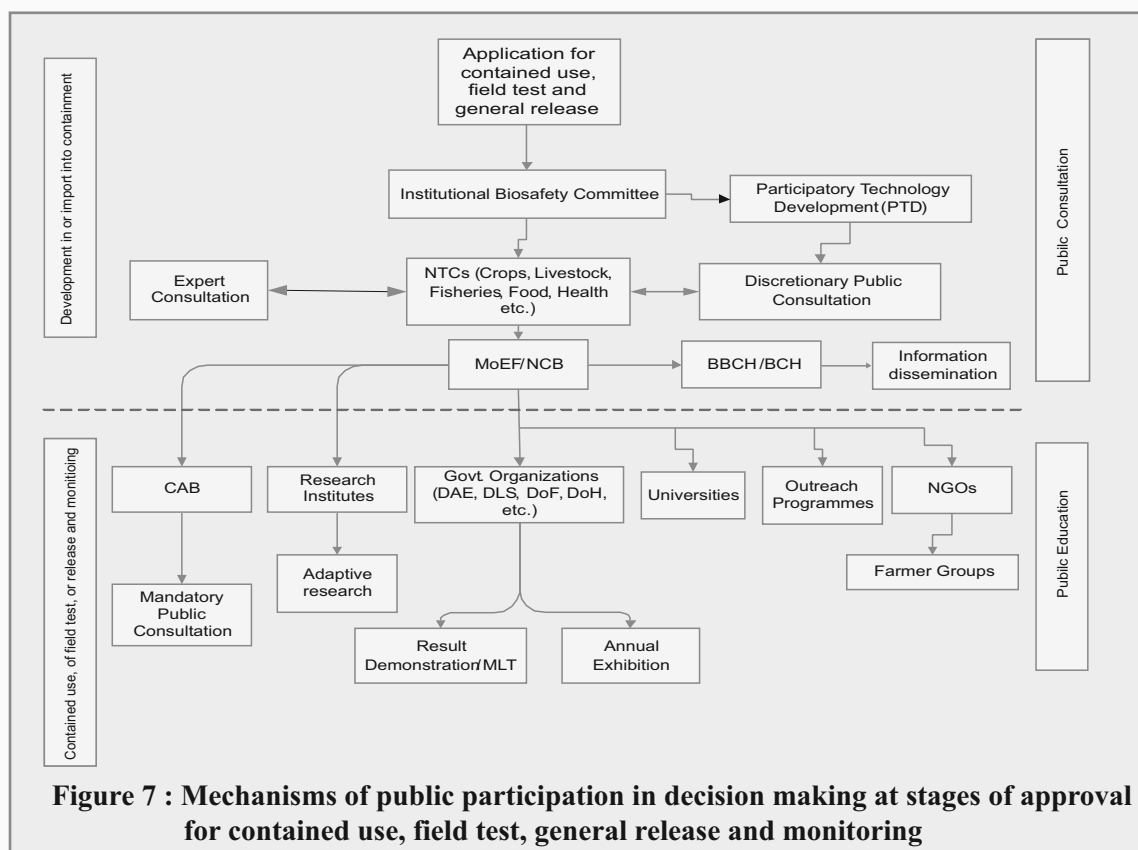 Application for
contained use,
field test and
general release
Development in or import into containment
Public Consultation
Institutional Biosafety Committee
Participatory Technology
Development (PTD)
Expert
Consultation
NTCs (Crops, Livestock,
Fisheries, Food, Health
etc.)
Discretionary Public
Consultation
MoEF/NCB
BBCH/BCH
Information
dissemination
Contained use, of field test, or release and monitioing
Public Education
CAB
Research
Institutes
Govt. Organizations
(DAE, DLS, DoF, DoH,
etc.)
Universities
Outreach
Programmes
NGOs
Mandatory
Public
Consultation
Adaptive
research
Farmer Groups
Result
Demonstration/MLT
Annual
Exhibition
Figure 7 : Mechanisms of public participation in decision making at stages of approval
for contained use, field test, general release and monitoring